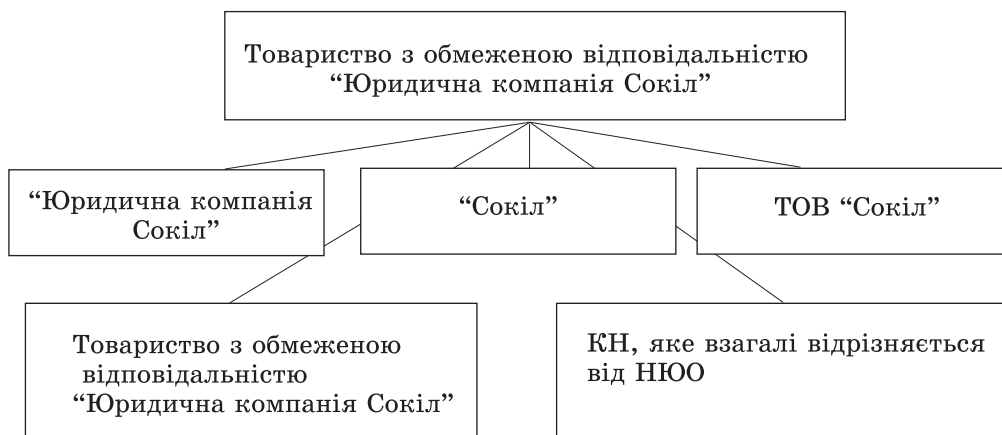 Товариство з обмеженою відповідальністю
“Юридична компанія Сокіл”
“Юридична компанія
Сокіл”
“Сокіл”
ТОВ “Сокіл”
Товариство з обмеженою
відповідальністю
“Юридична компанія Сокіл”
КН, яке взагалі відрізняється
від НЮО